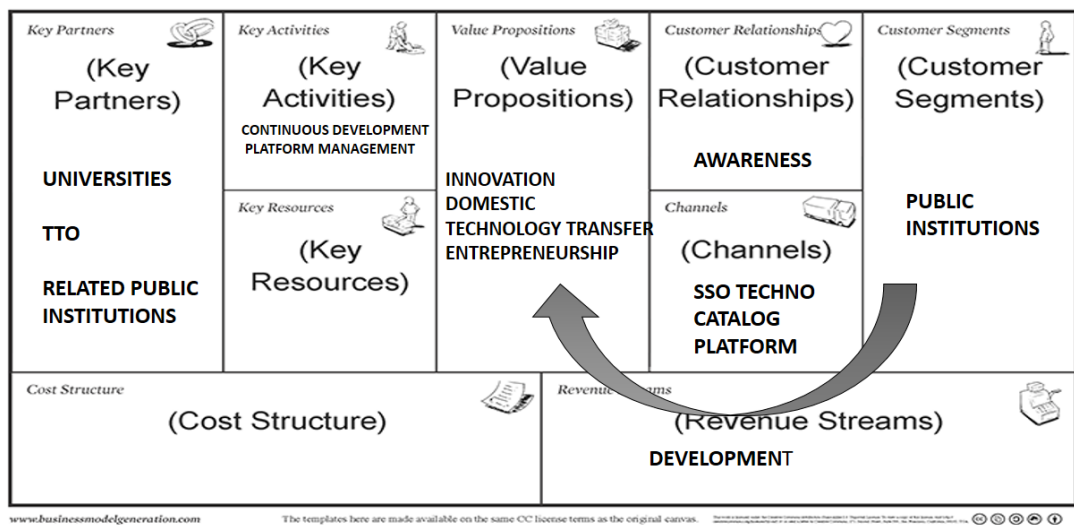 Key Partners
(Key
Partners)
UNIVERSITIES
TTO
RELATED PUBLIC
INSTITUTIONS
Key Activities
(Key
Activities)
CONTINUOUS DEVELOPMENT
PLATFORM MANAGEMENT
Key Resources
(Key
Resources)
Value Propositions
(Value
Propositions)
INNOVATION
DOMESTIC
TECHNOLOGY TRANSFER
ENTREPRENEURSHIP
Customer Relationships
(Customer
Relationships)
AWARENESS
Channels
(Channels)
SSO TECHNO
CATALOG
PLATFORM
Customer Segments
(Customer
Segments)
PUBLIC
INSTITUTIONS
Cost Structure
(Cost Structure)
Revenue Streams
(Revenue Streams)
DEVELOPMENT
www.businessmodelgeneration.com
The templates here are made available on the same CC license terms as the original canvas.